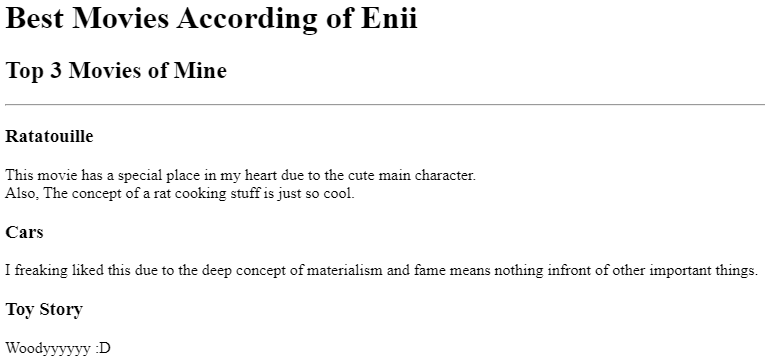 Best Movies According of Enii
Top 3 Movies of Mine
Ratatouille
This movie has a special place in my heart due to the cute main character.
Also, The concept of a rat cooking stuff is just so cool.
Cars
I freaking liked this due to the deep concept of materialism and fame means nothing infront of other important things.
Toy Story
Woodyyyyyy :D